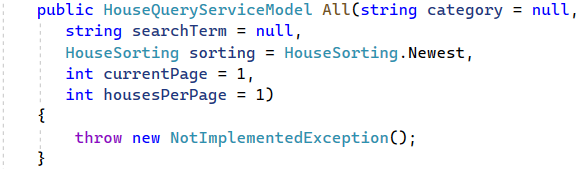 public HouseQueryServiceModel All(string category = null,
string searchTerm = null,
HouseSorting sorting = HouseSorting.Newest,
int currentPage = 1,
int housesPerPage = 1)
{
throw new NotImplementedException();
}